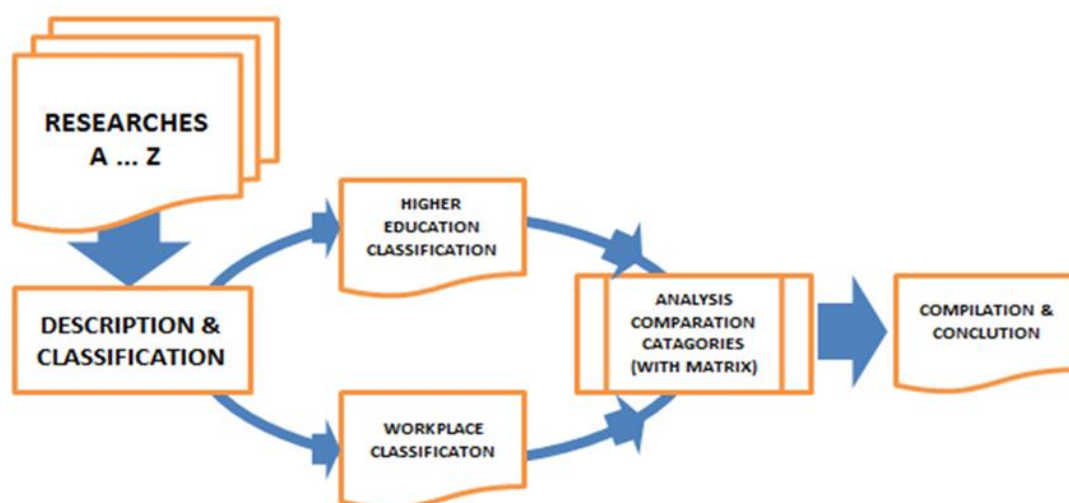 RESEARCHES
A ... Z
DESCRIPTION &
CLASSIFICATION
HIGHER
EDUCATION
CLASSIFICATION
WORKPLACE
CLASSIFICATON
ANALYSIS
COMPARATION
CATAGORIES
(WITH MATRIX)
COMPILATION &
CONCLUTION